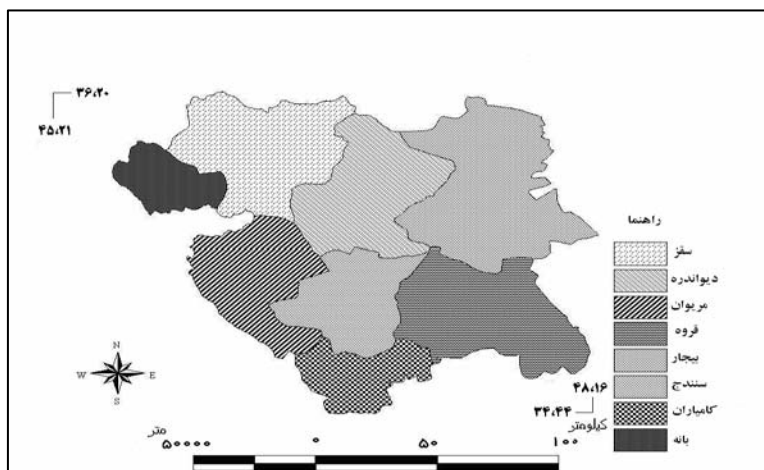 ۳۶،۲۰
۴۵،۲۱
راهنما
سقز
دیواندره
مریوان
قروه
بیجار
سنندج
کامیاران
بانه
N
W E
S
۴۸،۱۶
۳۴،۴۴
متر کیلومتر
۵۰۰۰۰ ۰ ۵۰ ۱۰۰